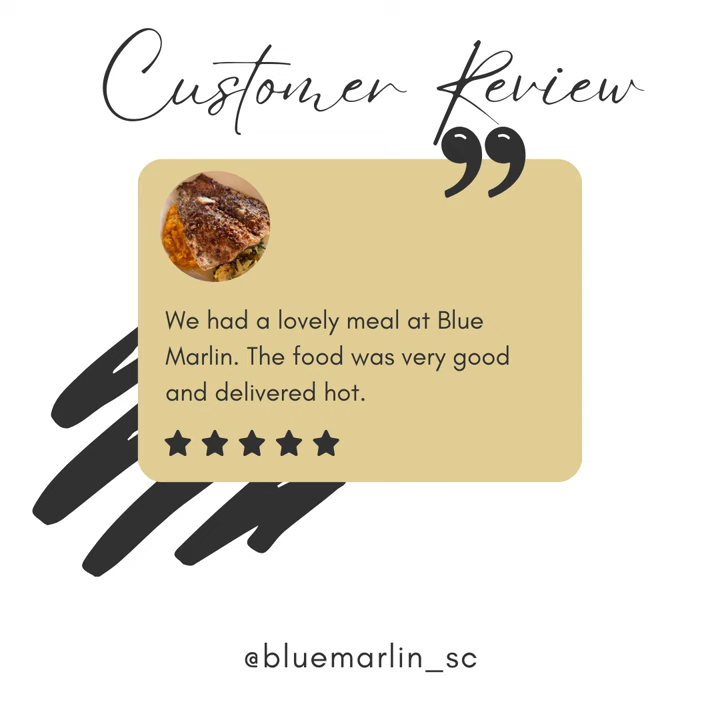 Customer Review
We had a lovely meal at Blue
Marlin. The food was very good
and delivered hot.
@bluemarlin_sc